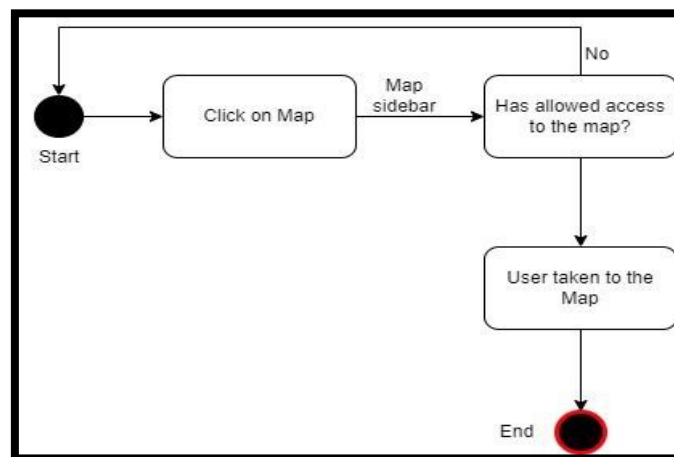 No
Map
sidebar
Click on Map
Has allowed access
to the map?
Start
User taken to the
Map
End